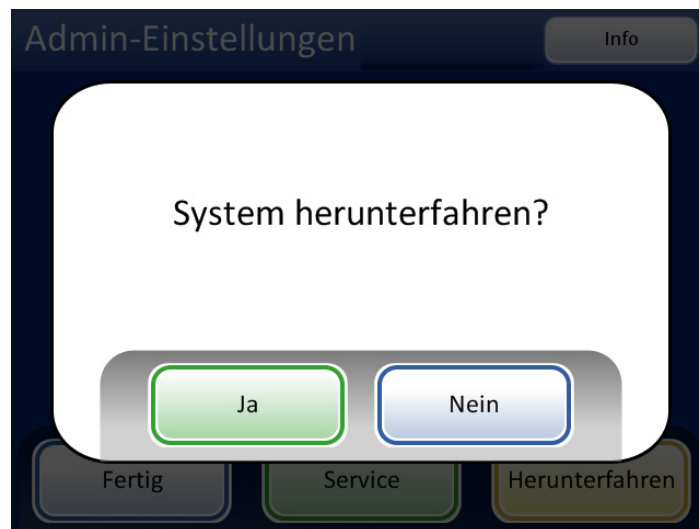 Admin-Einstellungen
Info
System herunterfahren?
Ja
Nein
Fertig
Service
Herunterfahren